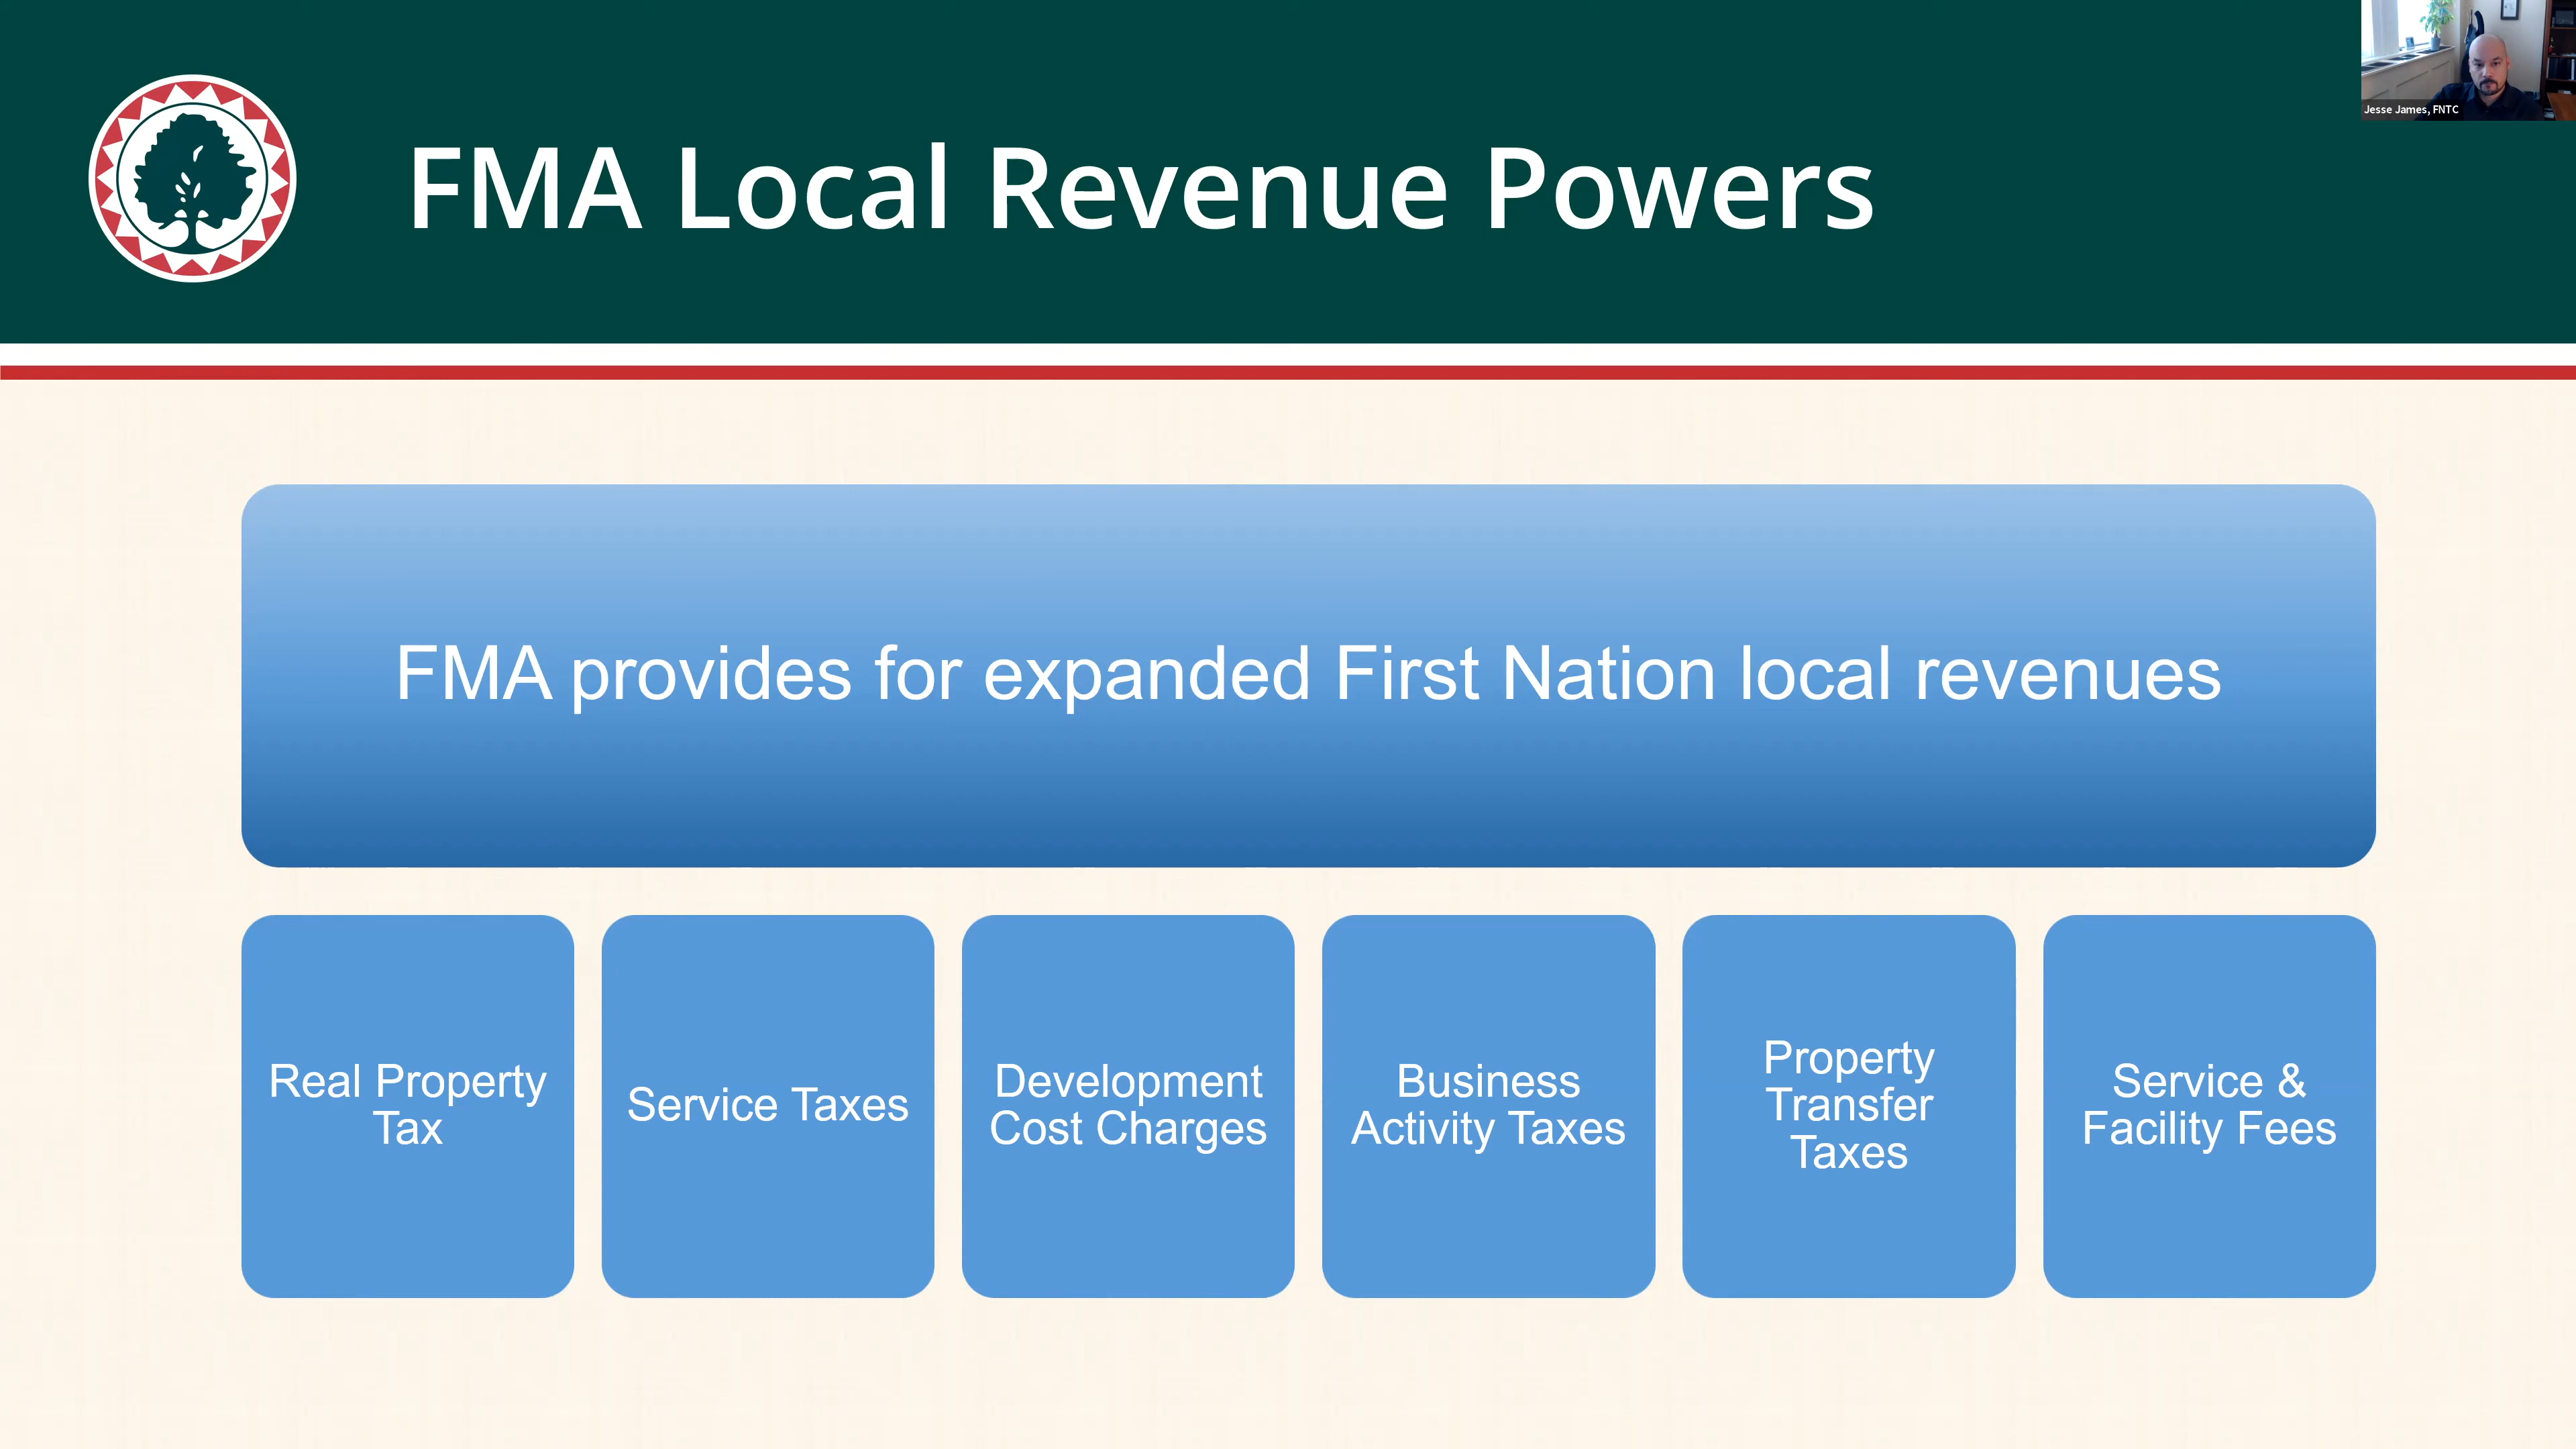 Jesse James, FNTC
FMA Local Revenue Powers
FMA provides for expanded First Nation local revenues
Real Property
Tax
Service Taxes
Development
Cost Charges
Business
Activity Taxes
Property
Transfer
Taxes
Service &
Facility Fees